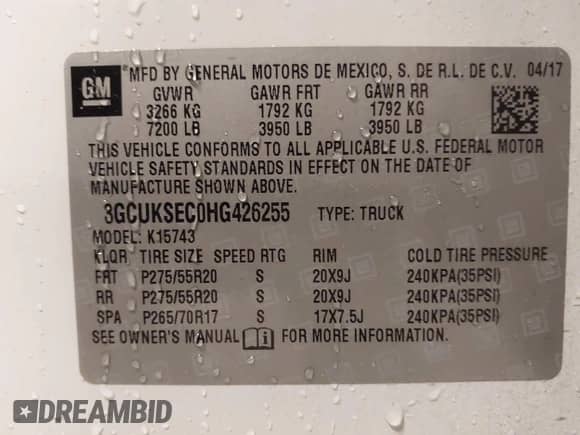 GM
*MFD BY GENERAL MOTORS DE MEXICO, S. DE R.L. DE C.V. 04/17
GVWR GAWR FRT GAWR RR
3266 KG 1792 KG 1792 KG
7200 LB 3950 LB 3950 LB
THIS VEHICLE CONFORMS TO ALL APPLICABLE U.S. FEDERAL MOTOR
VEHICLE SAFETY STANDARDS IN EFFECT ON THE DATE OF
MANUFACTURE SHOWN ABOVE.
3GCUKSEC0HG426255 TYPE: TRUCK
MODEL: K15743
KLQR TIRE SIZE SPEED RTG RIM COLD TIRE PRESSURE
FRT P275/55R20 S 20X9J 240KPA(35PSI)
RR P275/55R20 S 20X9J 240KPA(35PSI)
SPA P265/70R17 S 17X7.5J 240KPA(35PSI)
SEE OWNER'S MANUAL FOR MORE INFORMATION.
DREAMBID